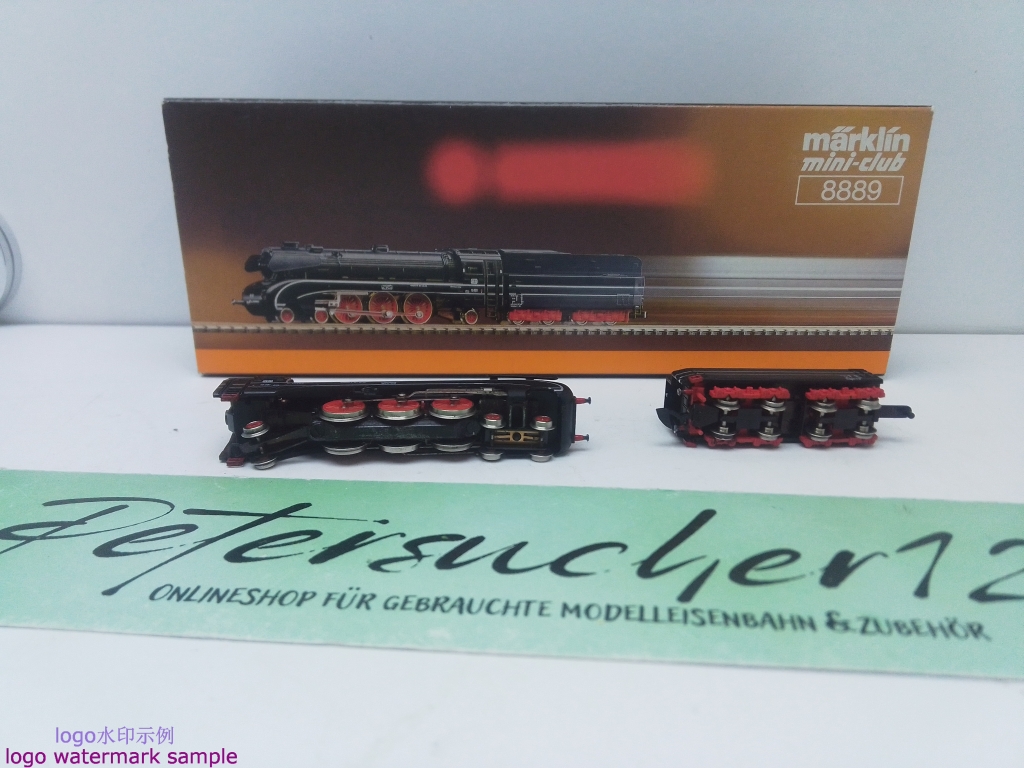 märklin
mini-club
8889
Petersucher12
ONLINESHOP FÜR GEBRAUCHTE MODELLEISENBAHN & ZUBEHÖR
logo水印示例
logo watermark sample